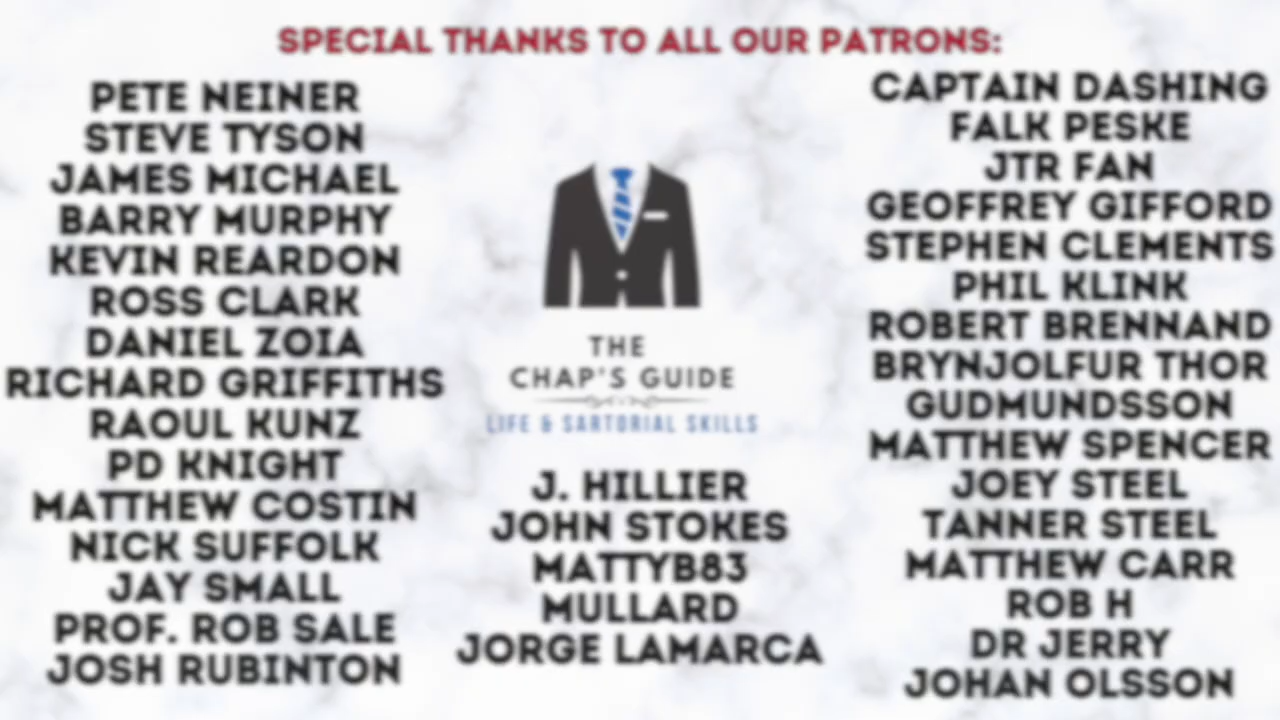 SPECIAL THANKS TO ALL OUR PATRONS:
PETE NEINER
STEVE TYSON
JAMES MICHAEL
BARRY MURPHY
KEVIN REARDON
ROSS CLARK
DANIEL ZOIA
RICHARD GRIFFITHS
RAOUL KUNZ
PD KNIGHT
MATTHEW COSTIN
NICK SUFFOLK
JAY SMALL
PROF. ROB SALE
JOSH RUBINTON
THE
CHAP'S GUIDE
LIFE & SARTORIAL SKILLS
J. HILLIER
JOHN STOKES
MATTYB83
MULLARD
JORGE LAMARCA
CAPTAIN DASHING
FALK PESKE
JTR FAN
GEOFFREY GIFFORD
STEPHEN CLEMENTS
PHIL KLINK
ROBERT BRENNAND
BRYNJOLFUR THOR
GUDMUNDSSON
MATTHEW SPENCER
JOEY STEEL
TANNER STEEL
MATTHEW CARR
ROB H
DR JERRY
JOHAN OLSSON